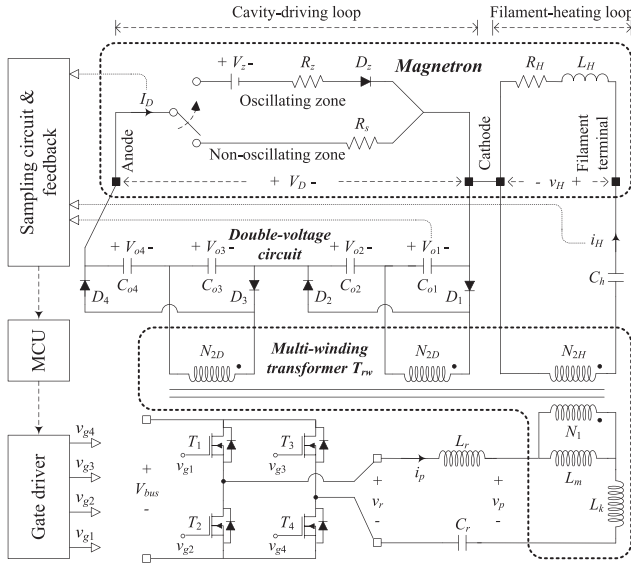 Cavity-driving loop
Filament-heating loop
+ V_z -
R_z
D_z
Magnetron
R_H
L_H
I_D
Oscillating zone
R_s
Non-oscillating zone
Anode
Cathode
Filament terminal
+ V_D -
- v_H +
Sampling circuit & feedback
Double-voltage circuit
i_H
+ V_o4 -
+ V_o3 -
+ V_o2 -
+ V_o1 -
C_o4
C_o3
C_o2
C_o1
C_h
D_4
D_3
D_2
D_1
MCU
N_2D
Multi-winding transformer T_rw
N_2D
N_2H
N_1
Gate driver
v_g4
v_g3
v_g2
v_g1
+
V_bus
-
T_1
v_g1
T_3
v_g3
T_2
v_g2
T_4
v_g4
i_p
L_r
+
v_r
-
+
v_p
-
L_m
L_k
C_r